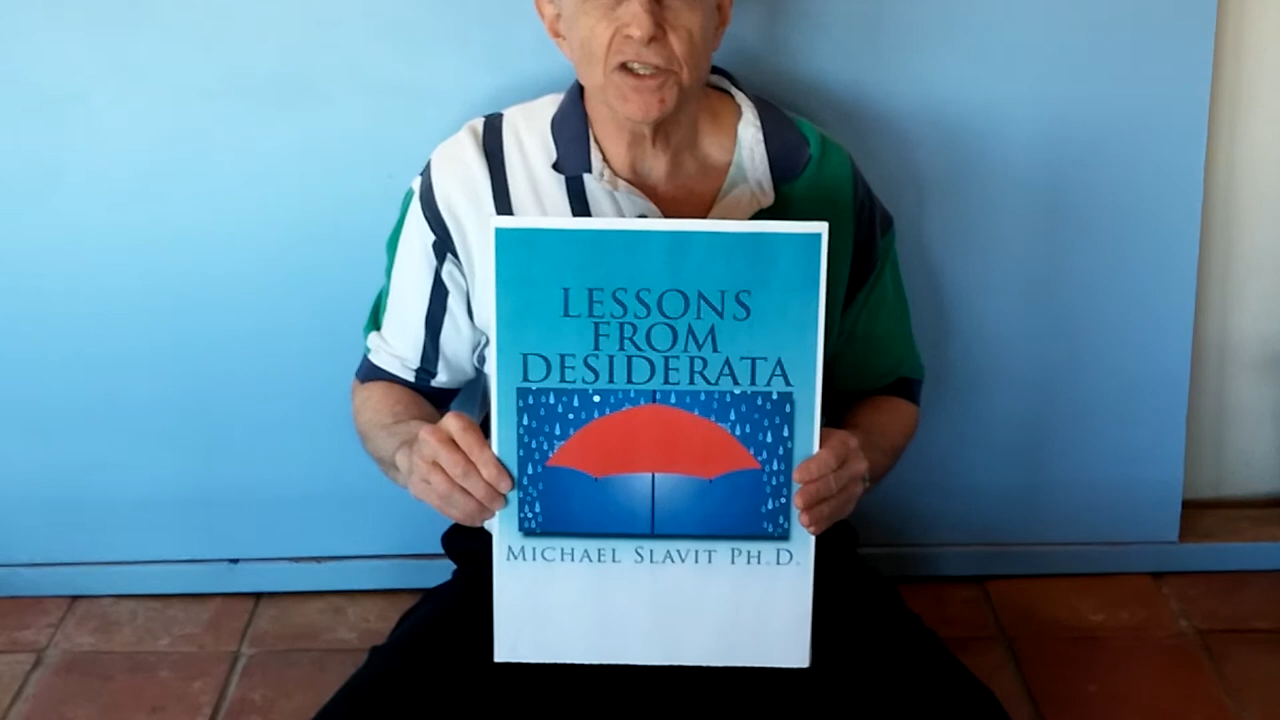 LESSONS
FROM
DESIDERATA
MICHAEL SLAVIT PH.D.